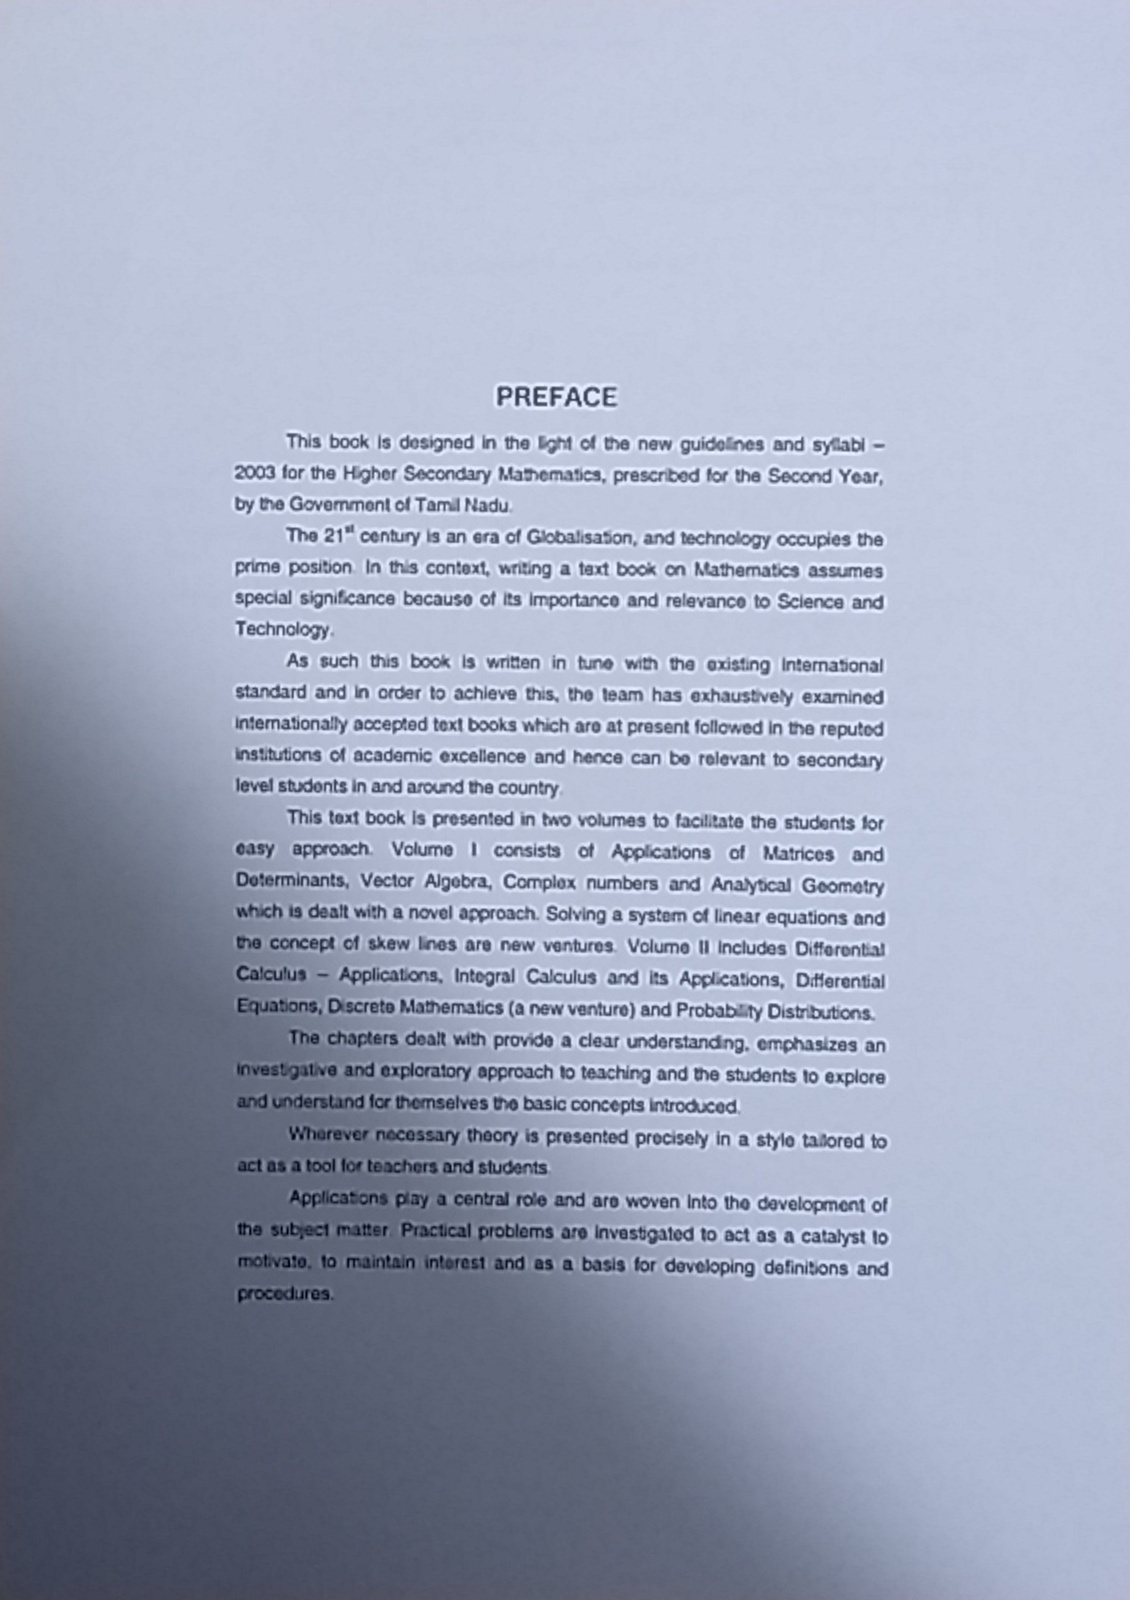 PREFACE
This book is designed in the light of the new guidelines and syllabi –
2003 for the Higher Secondary Mathematics, prescribed for the Second Year,
by the Government of Tamil Nadu.
The 21st century is an era of Globalisation, and technology occupies the
prime position. In this context, writing a text book on Mathematics assumes
special significance because of its importance and relevance to Science and
Technology.
As such this book is written in tune with the existing international
standard and in order to achieve this, the team has exhaustively examined
internationally accepted text books which are at present followed in the reputed
institutions of academic excellence and hence can be relevant to secondary
level students in and around the country.
This text book is presented in two volumes to facilitate the students for
easy approach. Volume I consists of Applications of Matrices and
Determinants, Vector Algebra, Complex numbers and Analytical Geometry
which is dealt with a novel approach. Solving a system of linear equations and
the concept of skew lines are new ventures. Volume II includes Differential
Calculus – Applications, Integral Calculus and its Applications, Differential
Equations, Discrete Mathematics (a new venture) and Probability Distributions.
The chapters dealt with provide a clear understanding, emphasizes an
investigative and exploratory approach to teaching and the students to explore
and understand for themselves the basic concepts introduced.
Wherever necessary theory is presented precisely in a style tailored to
act as a tool for teachers and students.
Applications play a central role and are woven into the development of
the subject matter. Practical problems are investigated to act as a catalyst to
motivate, to maintain interest and as a basis for developing definitions and
procedures.